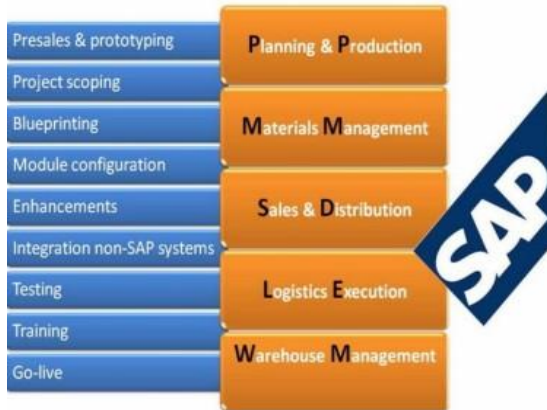 Presales & prototyping
Project scoping
Blueprinting
Module configuration
Enhancements
Integration non-SAP systems
Testing
Training
Go-live
Planning & Production
Materials Management
Sales & Distribution
Logistics Execution
Warehouse Management
SAP